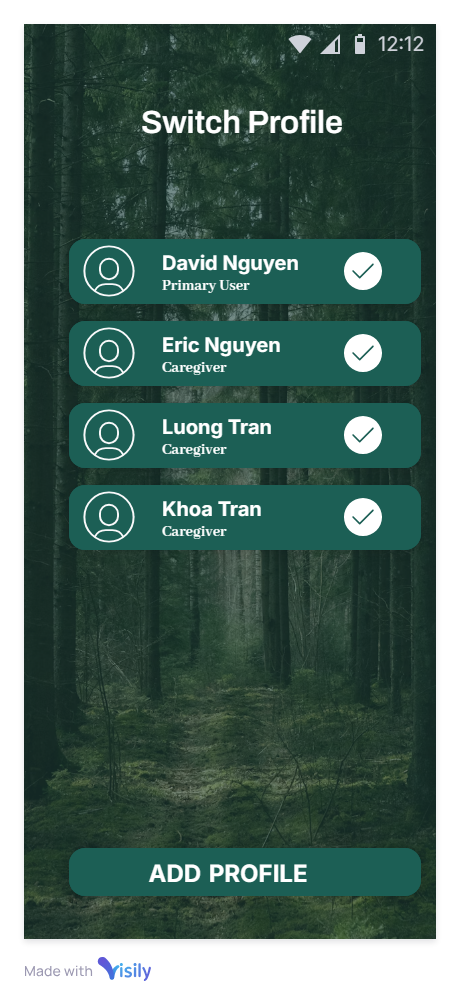 12:12
Switch Profile
David Nguyen
Primary User
Eric Nguyen
Caregiver
Luong Tran
Caregiver
Khoa Tran
Caregiver
ADD PROFILE
Made with Visily